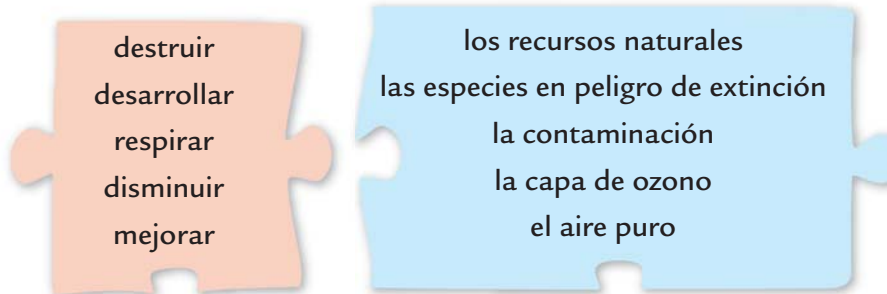 destruir
desarrollar
respirar
disminuir
mejorar
los recursos naturales
las especies en peligro de extinción
la contaminación
la capa de ozono
el aire puro